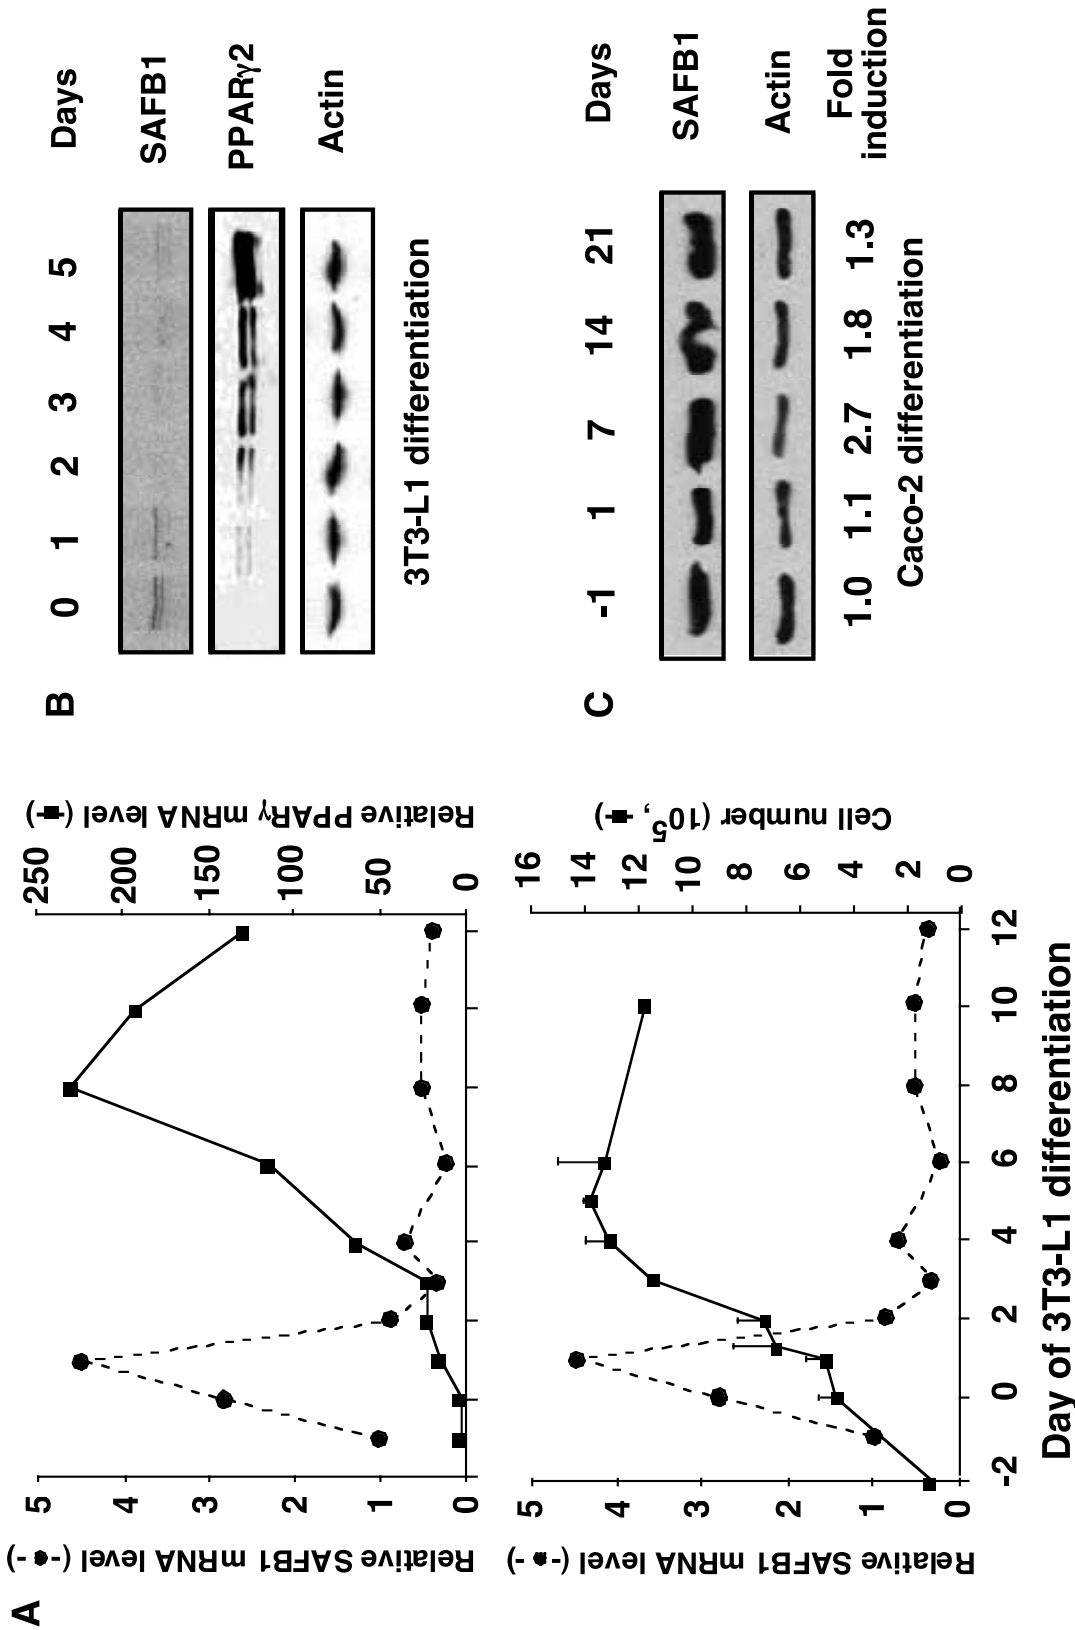 A
Relative SAFB1 mRNA level (-●-)
5
4
3
2
1
0
Relative PPARγ mRNA level (-■-)
250
200
150
100
50
0
Relative SAFB1 mRNA level (-●-)
5
4
3
2
1
0
Cell number (10⁵, -■-)
16
14
12
10
8
6
4
2
0
-2 0 2 4 6 8 10 12
Day of 3T3-L1 differentiation
B
0 1 2 3 4 5 Days
SAFB1
PPARγ2
Actin
3T3-L1 differentiation
C
-1 1 7 14 21 Days
SAFB1
Actin
1.0 1.1 2.7 1.8 1.3 Fold
induction
Caco-2 differentiation